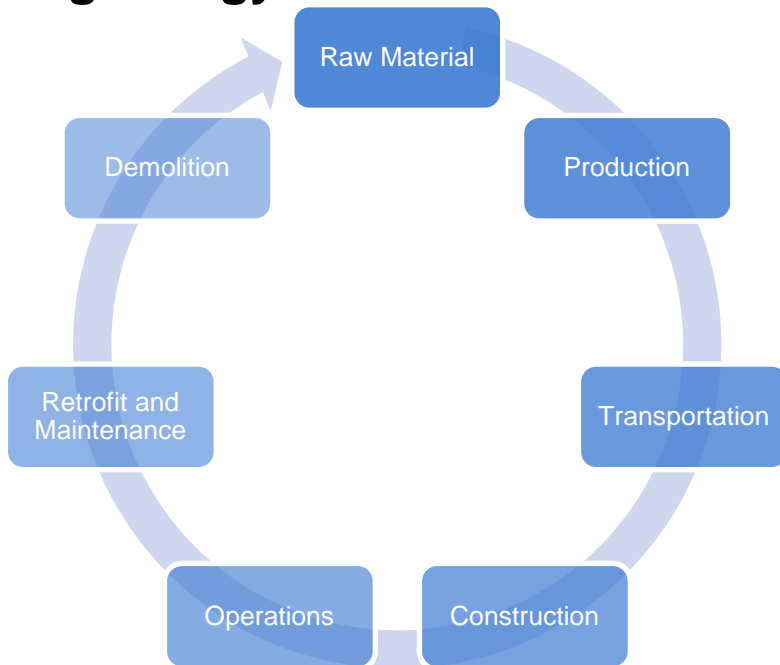 Raw Material
Production
Transportation
Construction
Operations
Retrofit and
Maintenance
Demolition